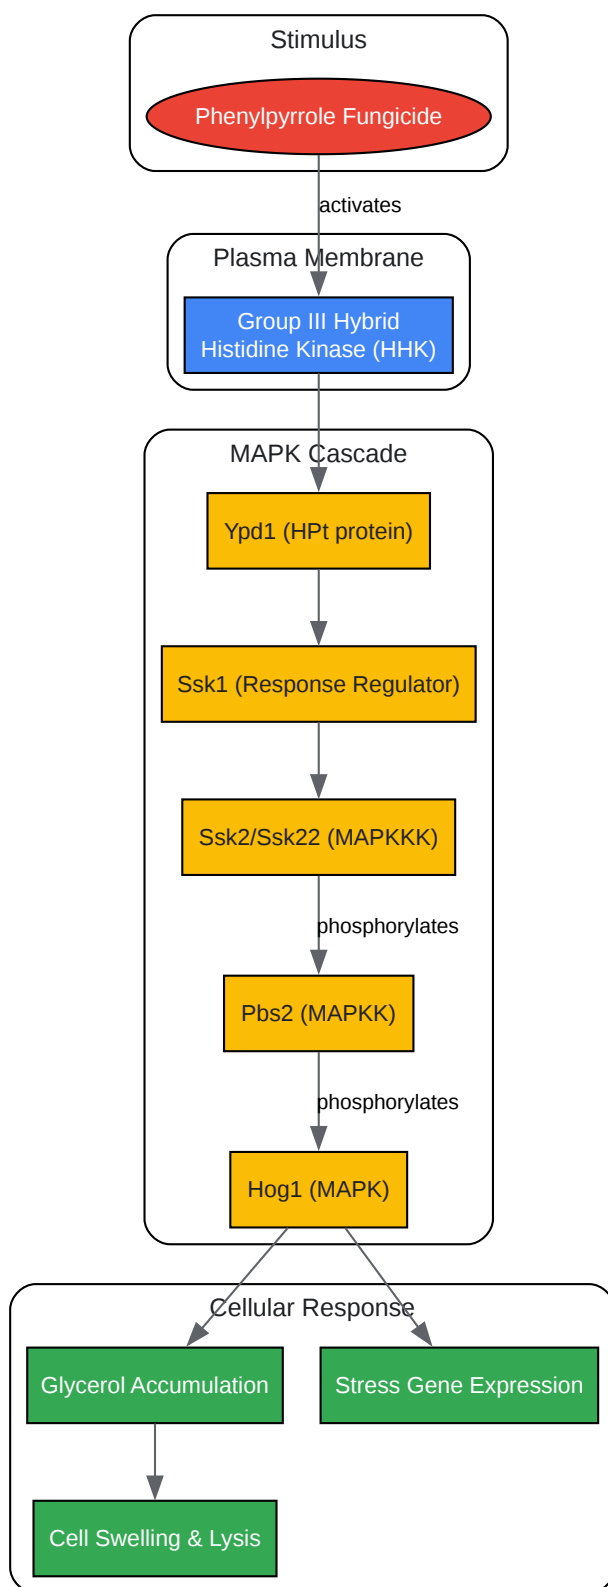 Stimulus
Phenylpyrrole Fungicide
activates
Plasma Membrane
Group III Hybrid
Histidine Kinase (HHK)
MAPK Cascade
Ypd1 (HPt protein)
Ssk1 (Response Regulator)
Ssk2/Ssk22 (MAPKKK)
phosphorylates
Pbs2 (MAPKK)
phosphorylates
Hog1 (MAPK)
Cellular Response
Glycerol Accumulation
Stress Gene Expression
Cell Swelling & Lysis